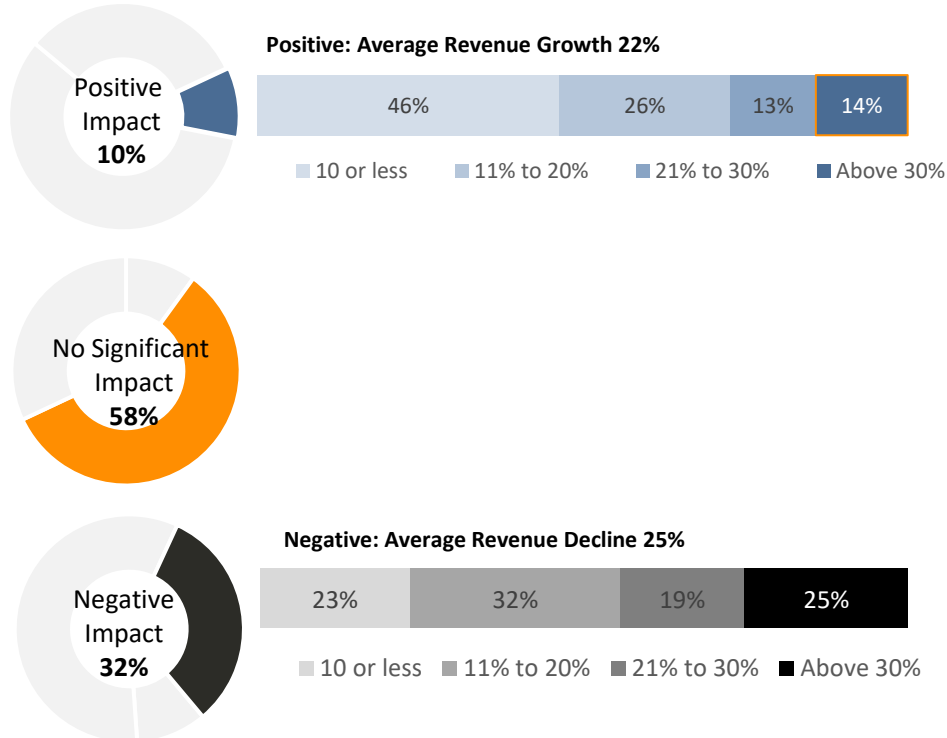 Positive: Average Revenue Growth 22%
Positive
Impact
10%
46% 26% 13% 14%
10 or less 11% to 20% 21% to 30% Above 30%
No Significant
Impact
58%
Negative: Average Revenue Decline 25%
Negative
Impact
32%
23% 32% 19% 25%
10 or less 11% to 20% 21% to 30% Above 30%